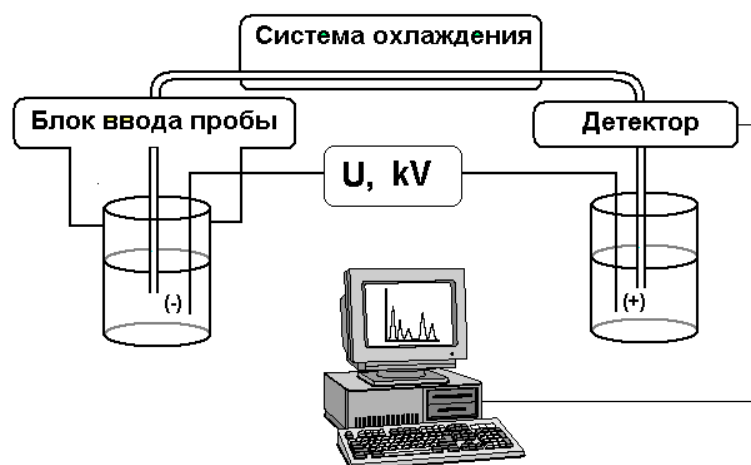 Система охлаждения
Блок ввода пробы
Детектор
U, kV
(-)
(+)